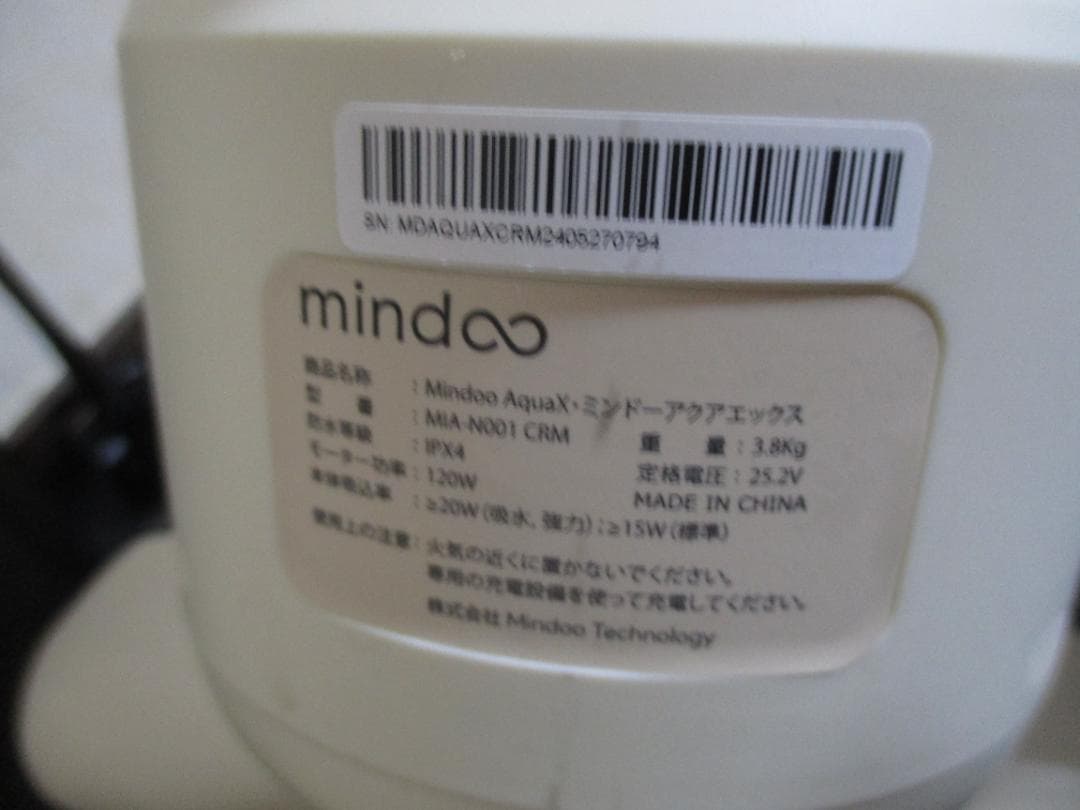 SN: MDAQUAXCRM2405270794
mindoo
商品名称 : Mindoo AquaX・ミンドーアクアエックス
型 番 : MIA-N001 CRM 重 量 : 3.8Kg
防水等級 : IPX4 定格電圧 : 25.2V
モーター功率 : 120W MADE IN CHINA
本体吸込率 : ≥20W（吸水, 強力）; ≥15W（標準）
使用上の注意 : 火気の近くに置かないでください。
専用の充電設備を使って充電してください。
株式会社 Mindoo Technology